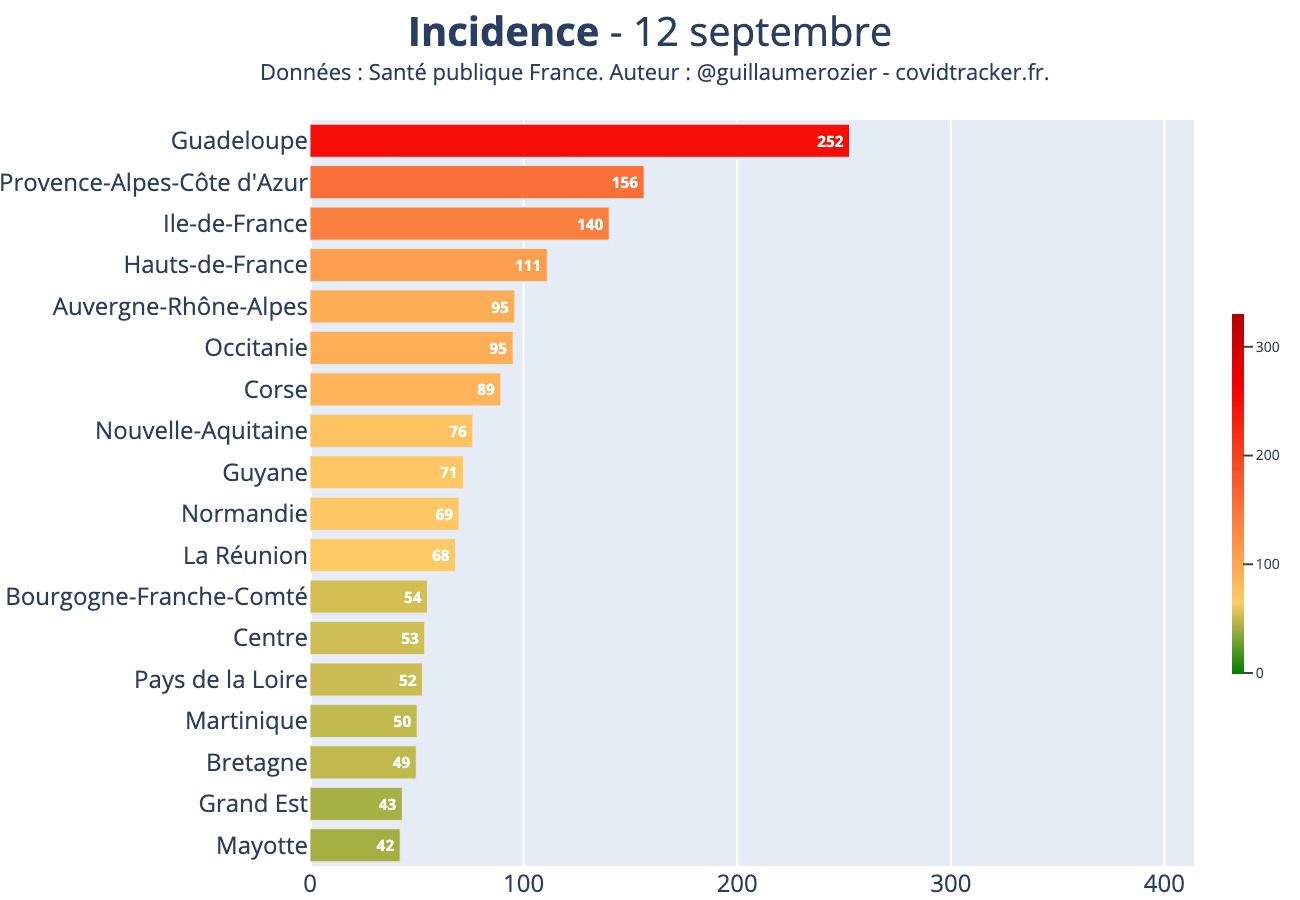 Incidence - 12 septembre
Données : Santé publique France. Auteur : @guillaumerozier - covidtracker.fr.
Guadeloupe 252
Provence-Alpes-Côte d'Azur 156
Ile-de-France 140
Hauts-de-France 111
Auvergne-Rhône-Alpes 95
Occitanie 95
Corse 89
Nouvelle-Aquitaine 76
Guyane 71
Normandie 69
La Réunion 68
Bourgogne-Franche-Comté 54
Centre 53
Pays de la Loire 52
Martinique 50
Bretagne 49
Grand Est 43
Mayotte 42
0 100 200 300 400
300
200
100
0